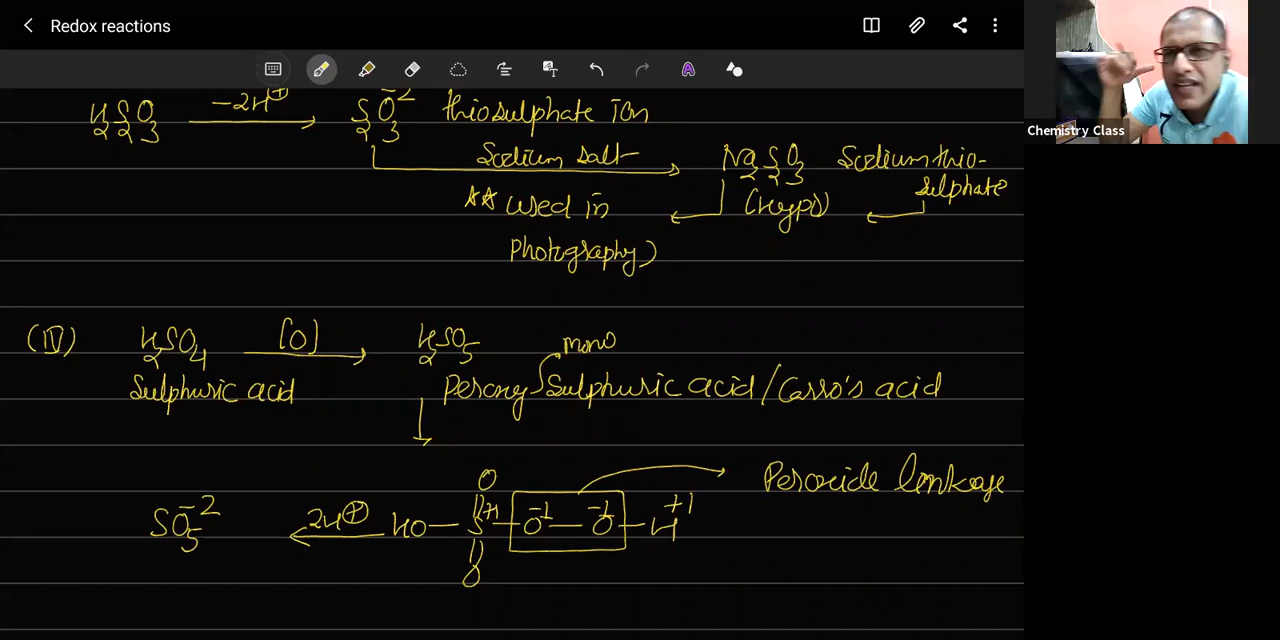 Redox reactions
Chemistry Class
H2S2O3 —2H⊕→ S2O3^-2 thiosulphate ion
Sodium salt Na2S2O3 Sodium thio-
sulphate
** used in (Hypo)
Photography)
(IV) H2SO4 [O]→ H2SO5
mono
Sulphuric acid Peroxy Sulphuric acid/Carro's acid
O
SO5^-2 ←2H⊕ HO—S—O^-1—O^-1—H^+1 Peroxide linkage
O